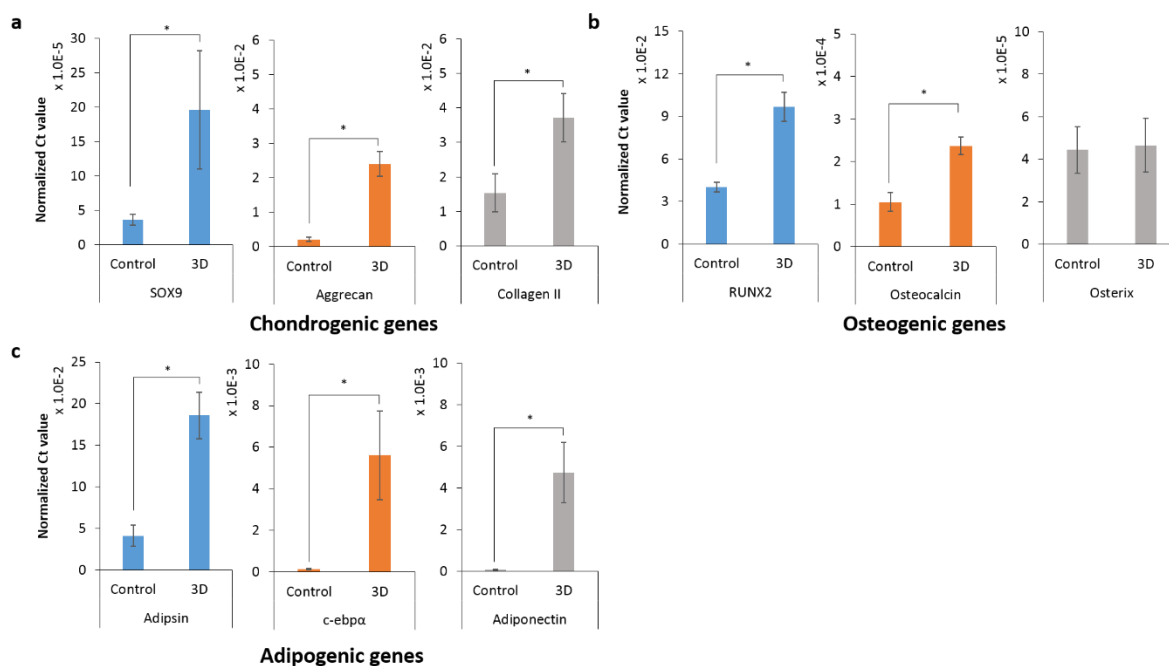 a
Normalized Ct value
x 1.0E-5
30
25
20
15
10
5
0
*
Control 3D
SOX9
x 1.0E-2
6
5
4
3
2
1
0
*
Control 3D
Aggrecan
x 1.0E-2
6
5
4
3
2
1
0
*
Control 3D
Collagen II
Chondrogenic genes
b
Normalized Ct value
x 1.0E-2
15
12
9
6
3
0
*
Control 3D
RUNX2
x 1.0E-4
5
4
3
2
1
0
*
Control 3D
Osteocalcin
x 1.0E-5
10
8
6
4
2
0
Control 3D
Osterix
Osteogenic genes
c
Normalized Ct value
x 1.0E-2
25
20
15
10
5
0
*
Control 3D
Adipsin
x 1.0E-3
10
8
6
4
2
0
*
Control 3D
c-ebpα
x 1.0E-3
10
8
6
4
2
0
*
Control 3D
Adiponectin
Adipogenic genes